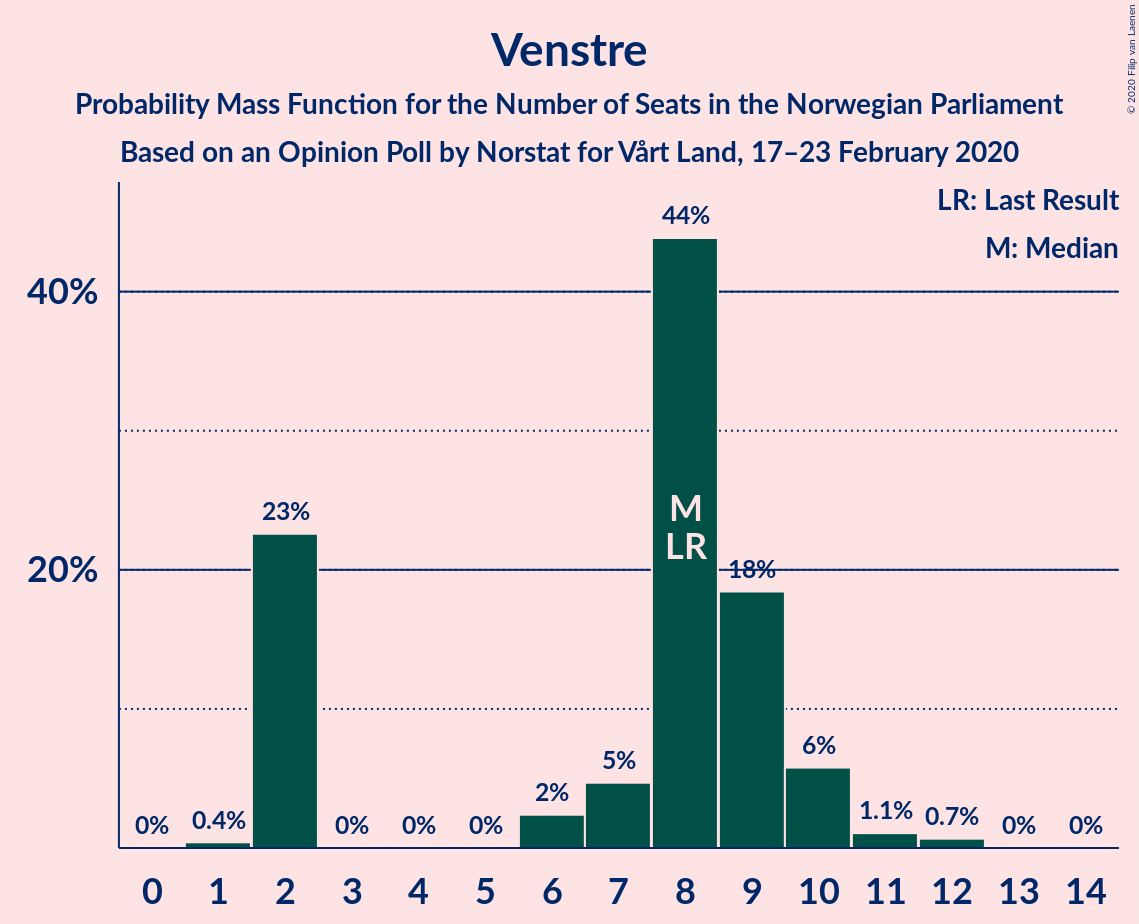 Venstre
Probability Mass Function for the Number of Seats in the Norwegian Parliament
Based on an Opinion Poll by Norstat for Vårt Land, 17–23 February 2020
© 2020 Filip van Laenen
LR: Last Result
M: Median
40%
20%
0%
0.4%
23%
0%
0%
0%
2%
5%
44%
M
LR
18%
6%
1.1%
0.7%
0%
0%
0 1 2 3 4 5 6 7 8 9 10 11 12 13 14